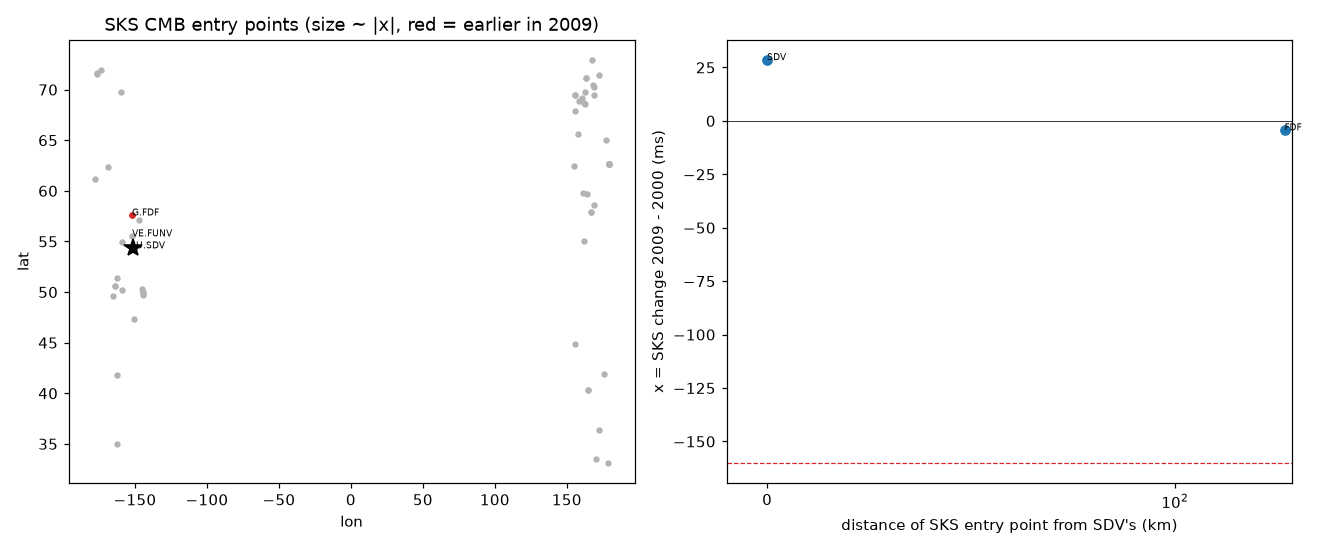 SKS CMB entry points (size ~ |x|, red = earlier in 2009)
70
65
60
55
50
45
40
35
lat
G.FDF
VE.FUNV
.SDV
−150
−100
−50
0
50
100
150
lon
25
0
−25
−50
−75
−100
−125
−150
x = SKS change 2009 - 2000 (ms)
SDV
FDF
0
10²
distance of SKS entry point from SDV's (km)